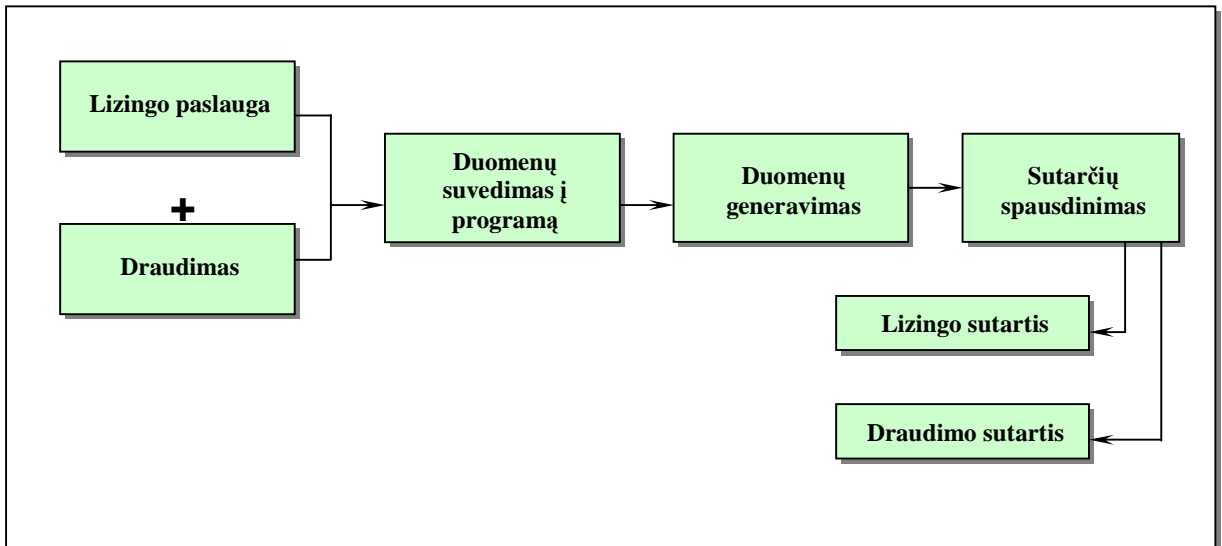 Lizingo paslauga
+
Draudimas
Duomenų
suvedimas į
programą
Duomenų
generavimas
Sutarčių
spausdinimas
Lizingo sutartis
Draudimo sutartis